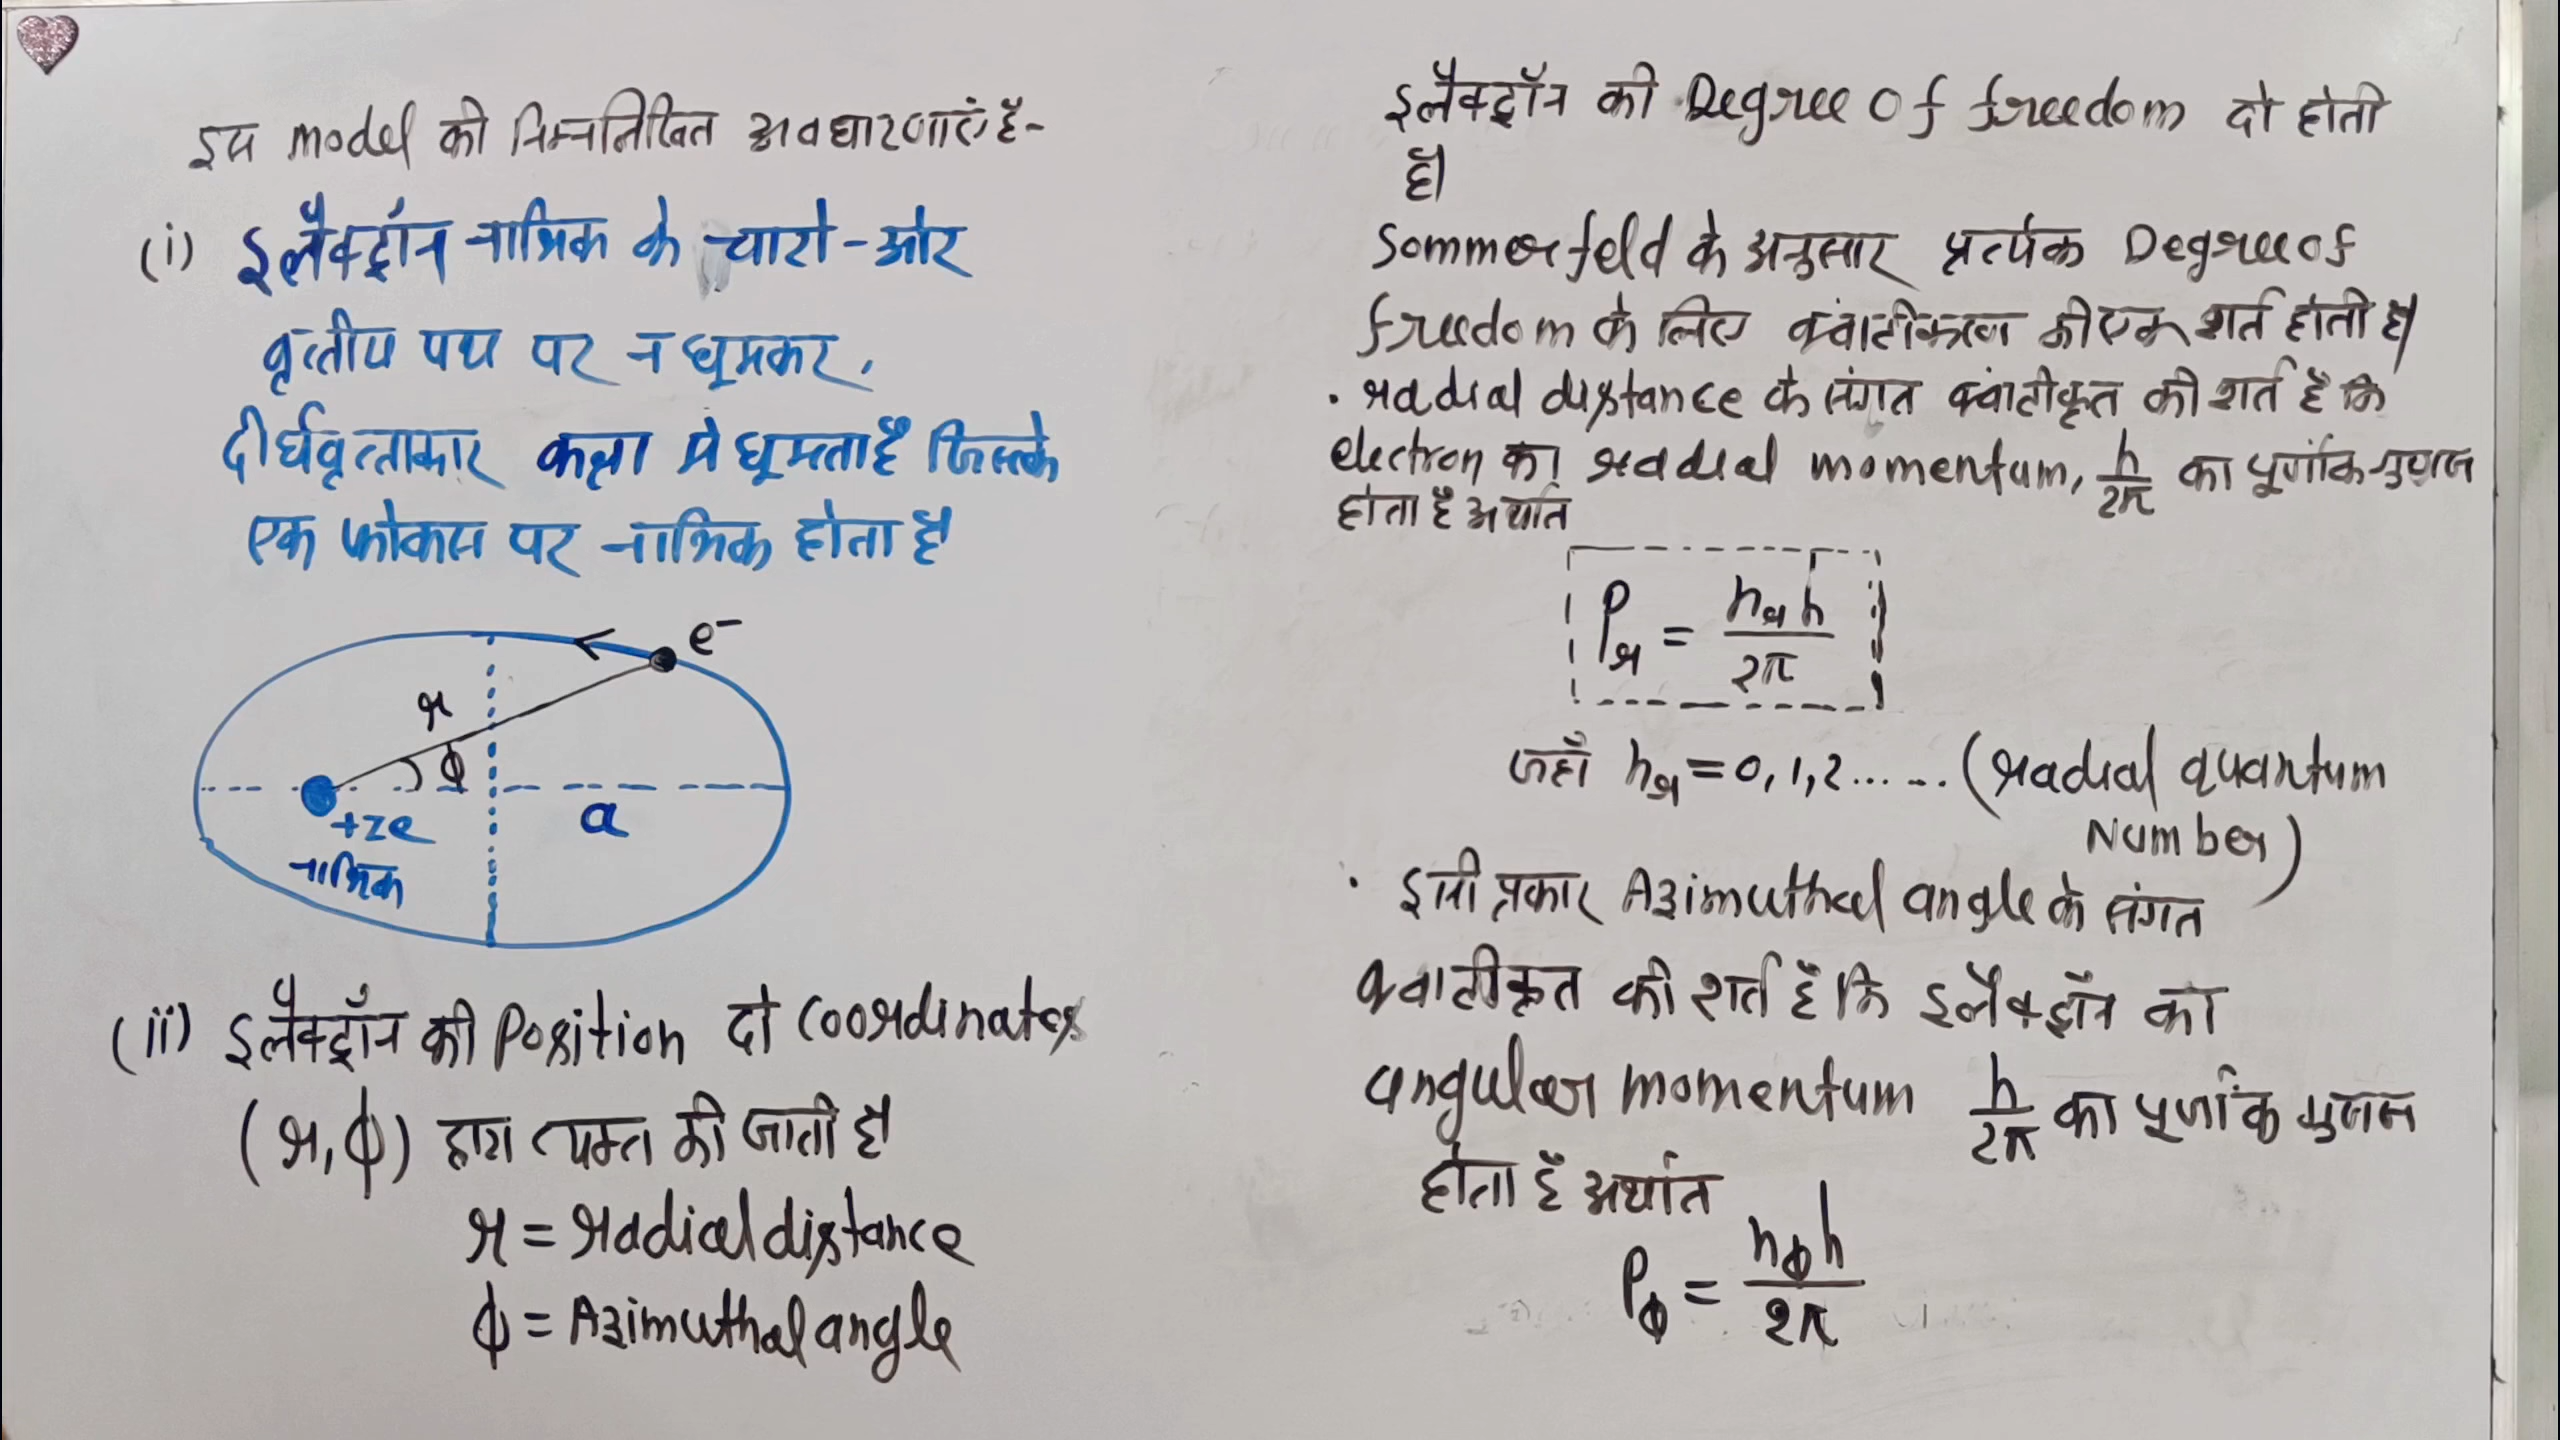 इस model की निम्नलिखित अवधारणाएं है-
(i) इलैक्ट्रॉन नाभिक के चारो-ओर
वृत्तीय पथ पर न घूमकर,
दीर्घवृत्ताकार कक्षा मे घूमता है जिसके
एक फोकस पर नाभिक होता है।
e⁻
r
ϕ
+ze
a
नाभिक
(ii) इलैक्ट्रॉन की Position दो Coordinates
(r, ϕ) द्वारा व्यक्त की जाती है।
r = radial distance
ϕ = Azimuthal angle
इलैक्ट्रॉन की Degree Of freedom दो होती
है।
Sommerfeld के अनुसार प्रत्येक Degree of
freedom के लिए क्वांटीकरण की एक शर्त होती है।
• radial distance के संगत क्वांटीकृत की शर्त है कि
electron का radial momentum, h/2π का पूर्णांक गुणज
होता है अर्थात
Pr = nr h/2π
जहाँ nr = 0, 1, 2...... (radial quantum
Number)
• इसी प्रकार Azimuthal angle के संगत
क्वाटीकृत की शर्त है कि इलैक्ट्रॉन का
angular momentum h/2π का पूर्णांक गुणज
होता है अर्थात
Pϕ = nϕ h/2π